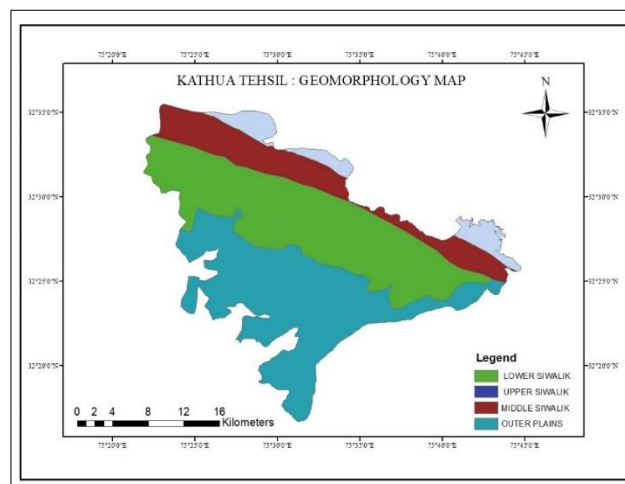 75°20'0"E 75°25'0"E 75°30'0"E 75°35'0"E 75°40'0"E 75°45'0"E
KATHUA TEHSIL : GEOMORPHOLOGY MAP
N
32°35'0"N 32°35'0"N
32°30'0"N 32°30'0"N
32°25'0"N 32°25'0"N
32°20'0"N 32°20'0"N
Legend
LOWER SIWALIK
UPPER SIWALIK
MIDDLE SIWALIK
OUTER PLAINS
0 2 4 8 12 16
Kilometers
75°20'0"E 75°25'0"E 75°30'0"E 75°35'0"E 75°40'0"E 75°45'0"E